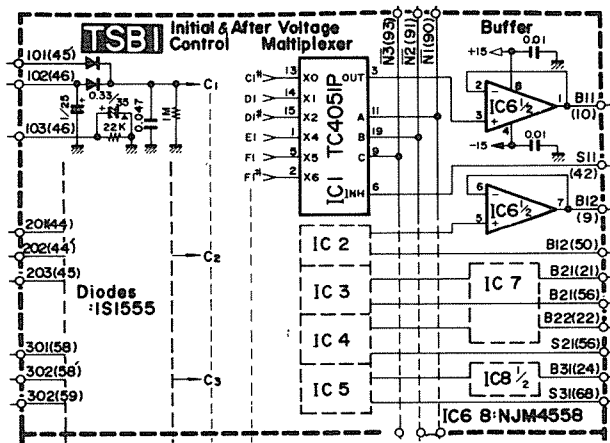 TSB1 Initial & After Voltage
Control
Maltiplexer
Buffer
N3(93)
N2(91)
N1(90)
101(45')
102(46)
103(46)
0.33/35
1/25
22K
0.047
1M
C1
C1# 13 X0 OUT 3
D1 14 X1
D1# 15 X2 A 11
E1 1 X4 B 19
F1 5 X5 C 9
F1# 2 X6 INH 6
IC1 TC4051P
+15 0.01
2 8 1 B11
(10)
IC6 1/2
3 4
-15 0.01
S11
(42)
6 7 B12
(9)
IC6 1/2
5
201(44)
202(44')
203(45)
C2
IC 2
B12(50)
IC 3
IC 7
B21(21)
B21(56)
Diodes
:1S1555
IC 4
B22(22)
301(58)
302(58')
302(59)
C3
S21(56)
IC 5
IC8 1/2
B31(24)
S31(68)
IC6 8:NJM4558